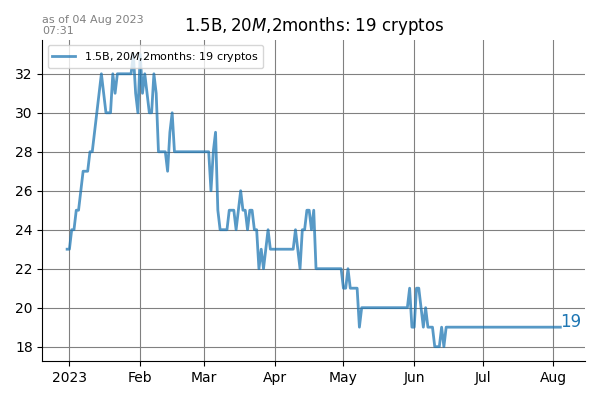 as of 04 Aug 2023
07:31
1.5B, 20M,2months: 19 cryptos
1.5B, 20M,2months: 19 cryptos
32
30
28
26
24
22
20
18
19
2023 Feb Mar Apr May Jun Jul Aug